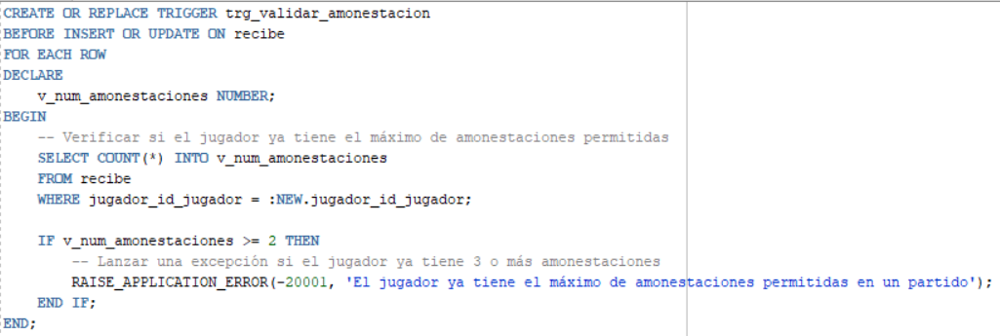 CREATE OR REPLACE TRIGGER trg_validar_amonestacion
BEFORE INSERT OR UPDATE ON recibe
FOR EACH ROW
DECLARE
    v_num_amonestaciones NUMBER;
BEGIN
    -- Verificar si el jugador ya tiene el máximo de amonestaciones permitidas
    SELECT COUNT(*) INTO v_num_amonestaciones
    FROM recibe
    WHERE jugador_id_jugador = :NEW.jugador_id_jugador;

    IF v_num_amonestaciones >= 2 THEN
        -- Lanzar una excepción si el jugador ya tiene 3 o más amonestaciones
        RAISE_APPLICATION_ERROR(-20001, 'El jugador ya tiene el máximo de amonestaciones permitidas en un partido');
    END IF;
END;